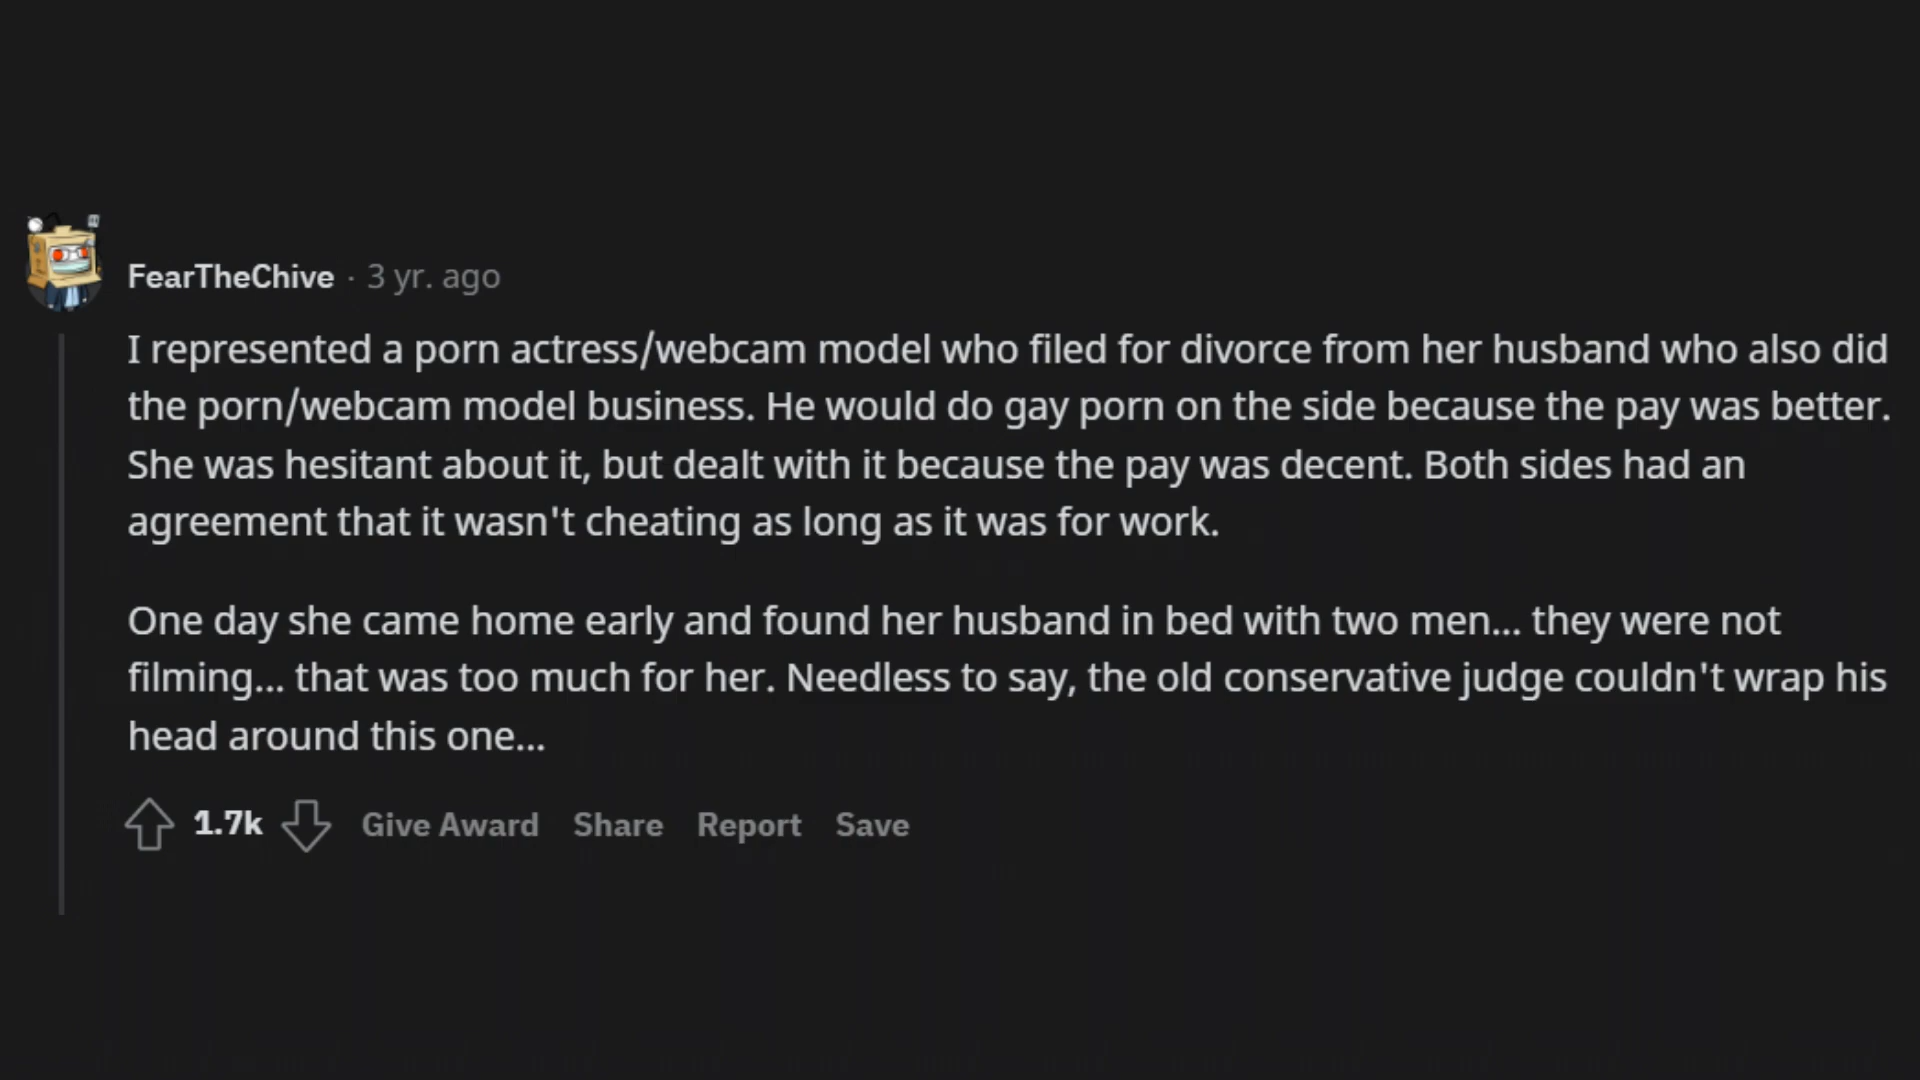 FearTheChive · 3 yr. ago
I represented a porn actress/webcam model who filed for divorce from her husband who also did
the porn/webcam model business. He would do gay porn on the side because the pay was better.
She was hesitant about it, but dealt with it because the pay was decent. Both sides had an
agreement that it wasn't cheating as long as it was for work.
One day she came home early and found her husband in bed with two men... they were not
filming... that was too much for her. Needless to say, the old conservative judge couldn't wrap his
head around this one...
1.7k Give Award Share Report Save